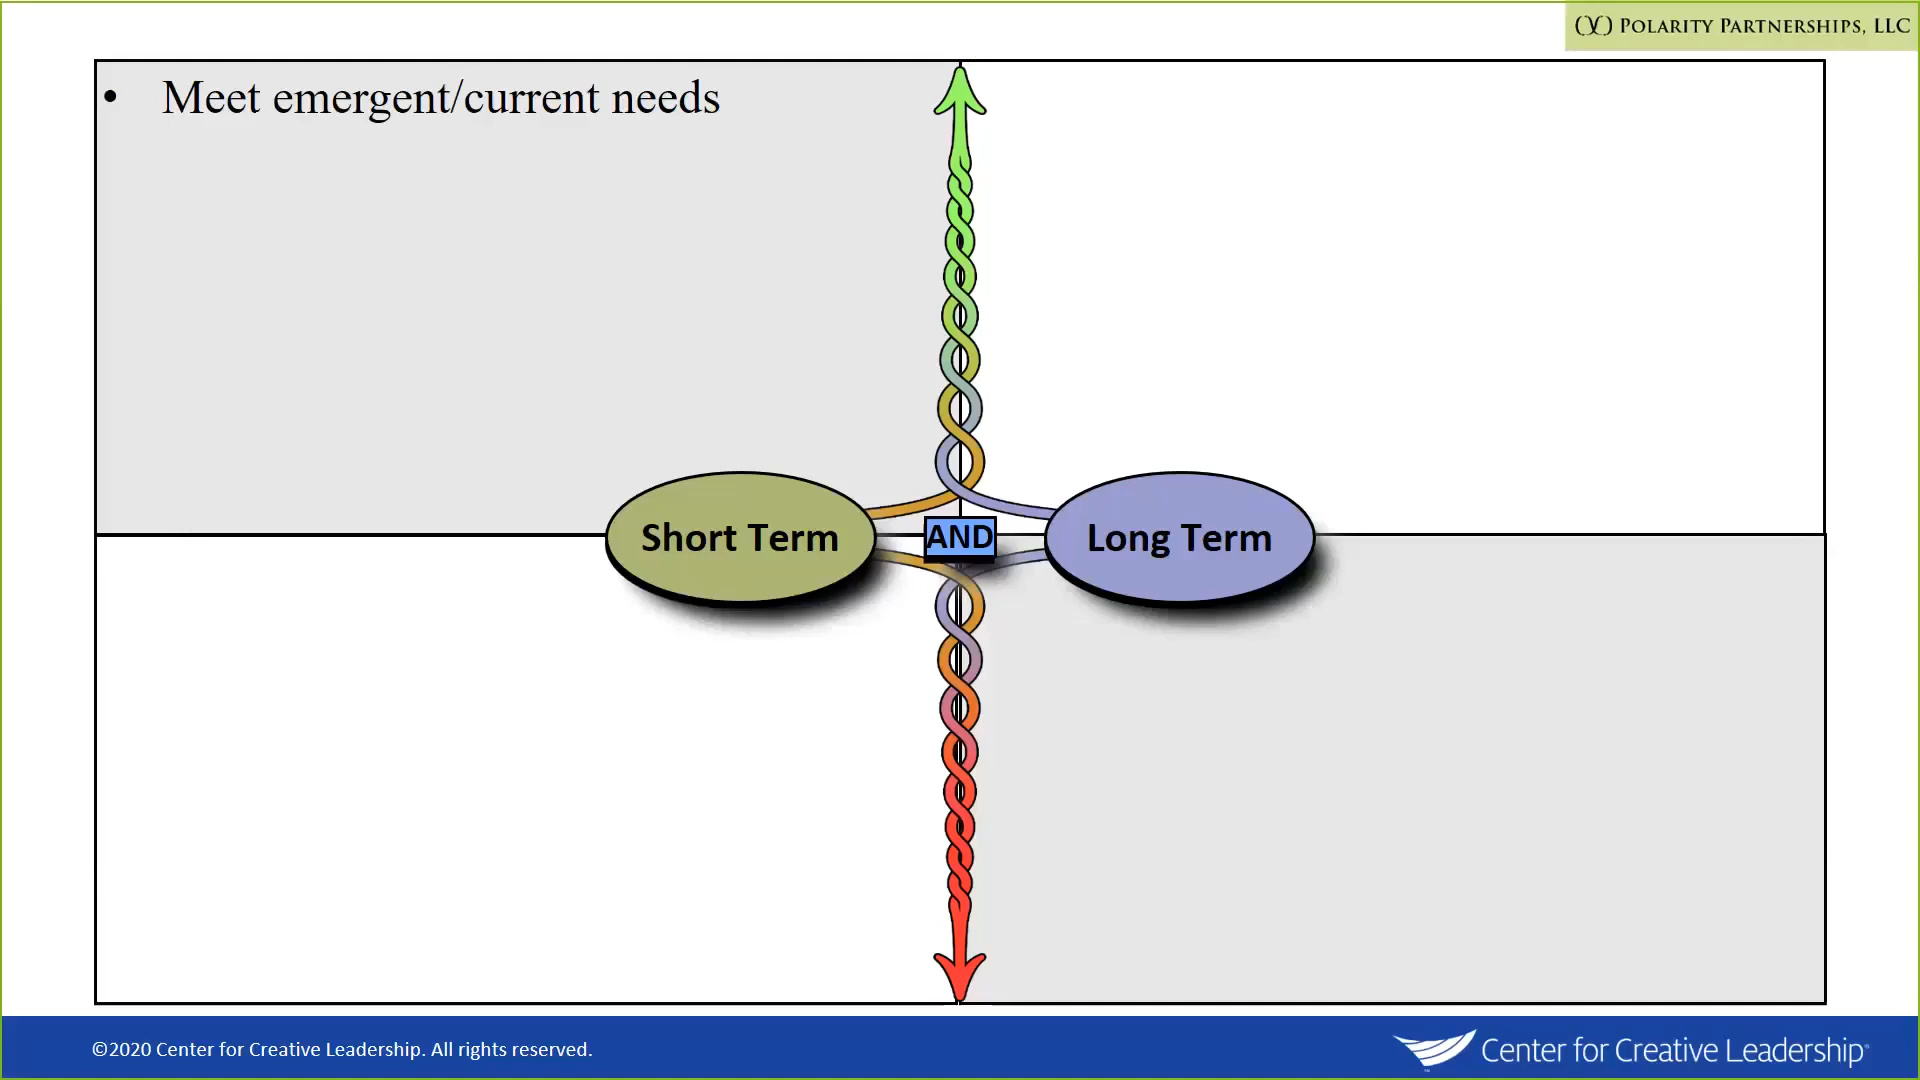 (X) POLARITY PARTNERSHIPS, LLC
• Meet emergent/current needs
Short Term
AND
Long Term
©2020 Center for Creative Leadership. All rights reserved.
Center for Creative Leadership®